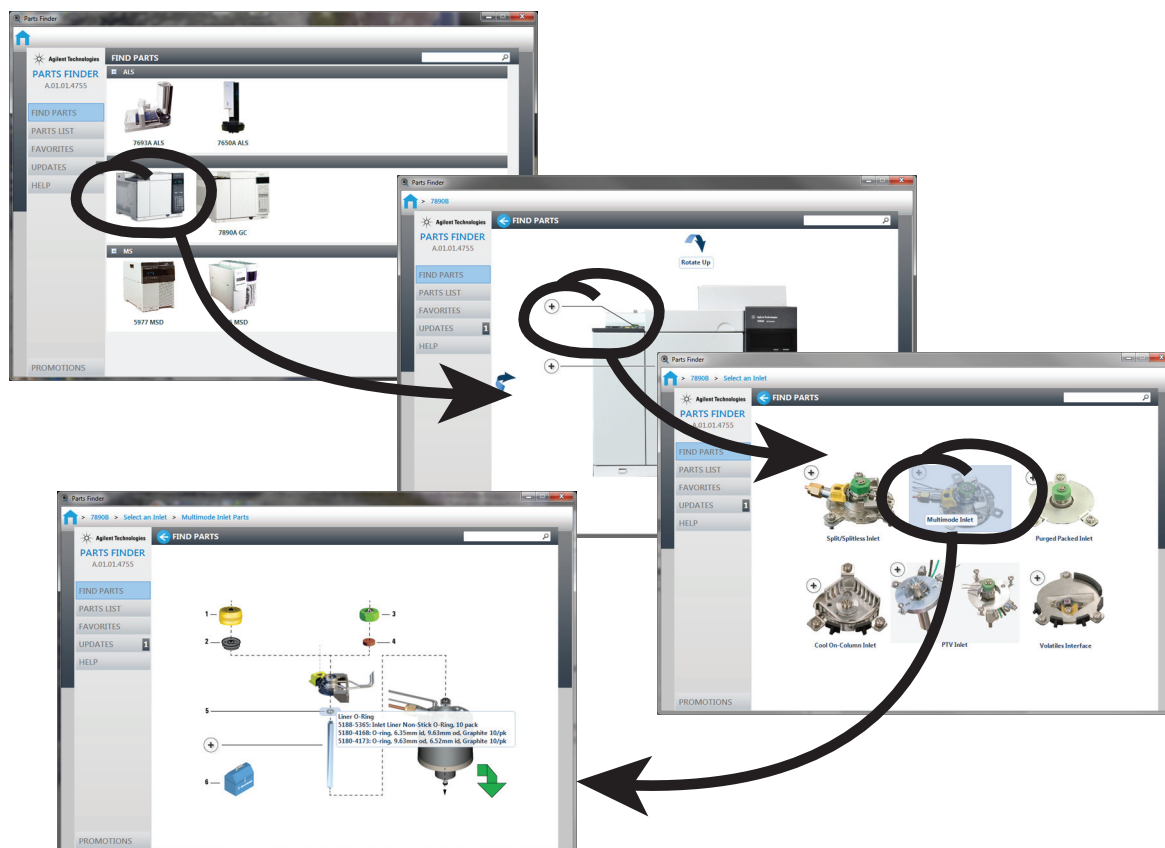 Parts Finder
Agilent Technologies
PARTS FINDER
A.01.01.4755
FIND PARTS
PARTS LIST
FAVORITES
UPDATES
HELP
PROMOTIONS
FIND PARTS
ALS
7693A ALS
7650A ALS
7890A GC
MS
5977 MSD
MSD
Parts Finder
> 7890B
Agilent Technologies
PARTS FINDER
A.01.01.4755
FIND PARTS
PARTS LIST
FAVORITES
UPDATES 1
HELP
FIND PARTS
Rotate Up
Agilent Technologies
Parts Finder
> 7890B > Select an Inlet
Agilent Technologies
PARTS FINDER
A.01.01.4755
FIND PARTS
PARTS LIST
FAVORITES
UPDATES 1
HELP
PROMOTIONS
FIND PARTS
Split/Splitless Inlet
Multimode Inlet
Purged Packed Inlet
Cool On-Column Inlet
PTV Inlet
Volatiles Interface
Parts Finder
> 7890B > Select an Inlet > Multimode Inlet Parts
Agilent Technologies
PARTS FINDER
A.01.01.4755
FIND PARTS
PARTS LIST
FAVORITES
UPDATES 1
HELP
PROMOTIONS
FIND PARTS
1
3
2
4
5
Liner O-Ring
5188-5365: Inlet Liner Non-Stick O-Ring, 10 pack
5180-4168: O-ring, 6.35mm id, 9.63mm od, Graphite 10/pk
5180-4173: O-ring, 9.63mm od, 6.52mm id, Graphite 10/pk
6